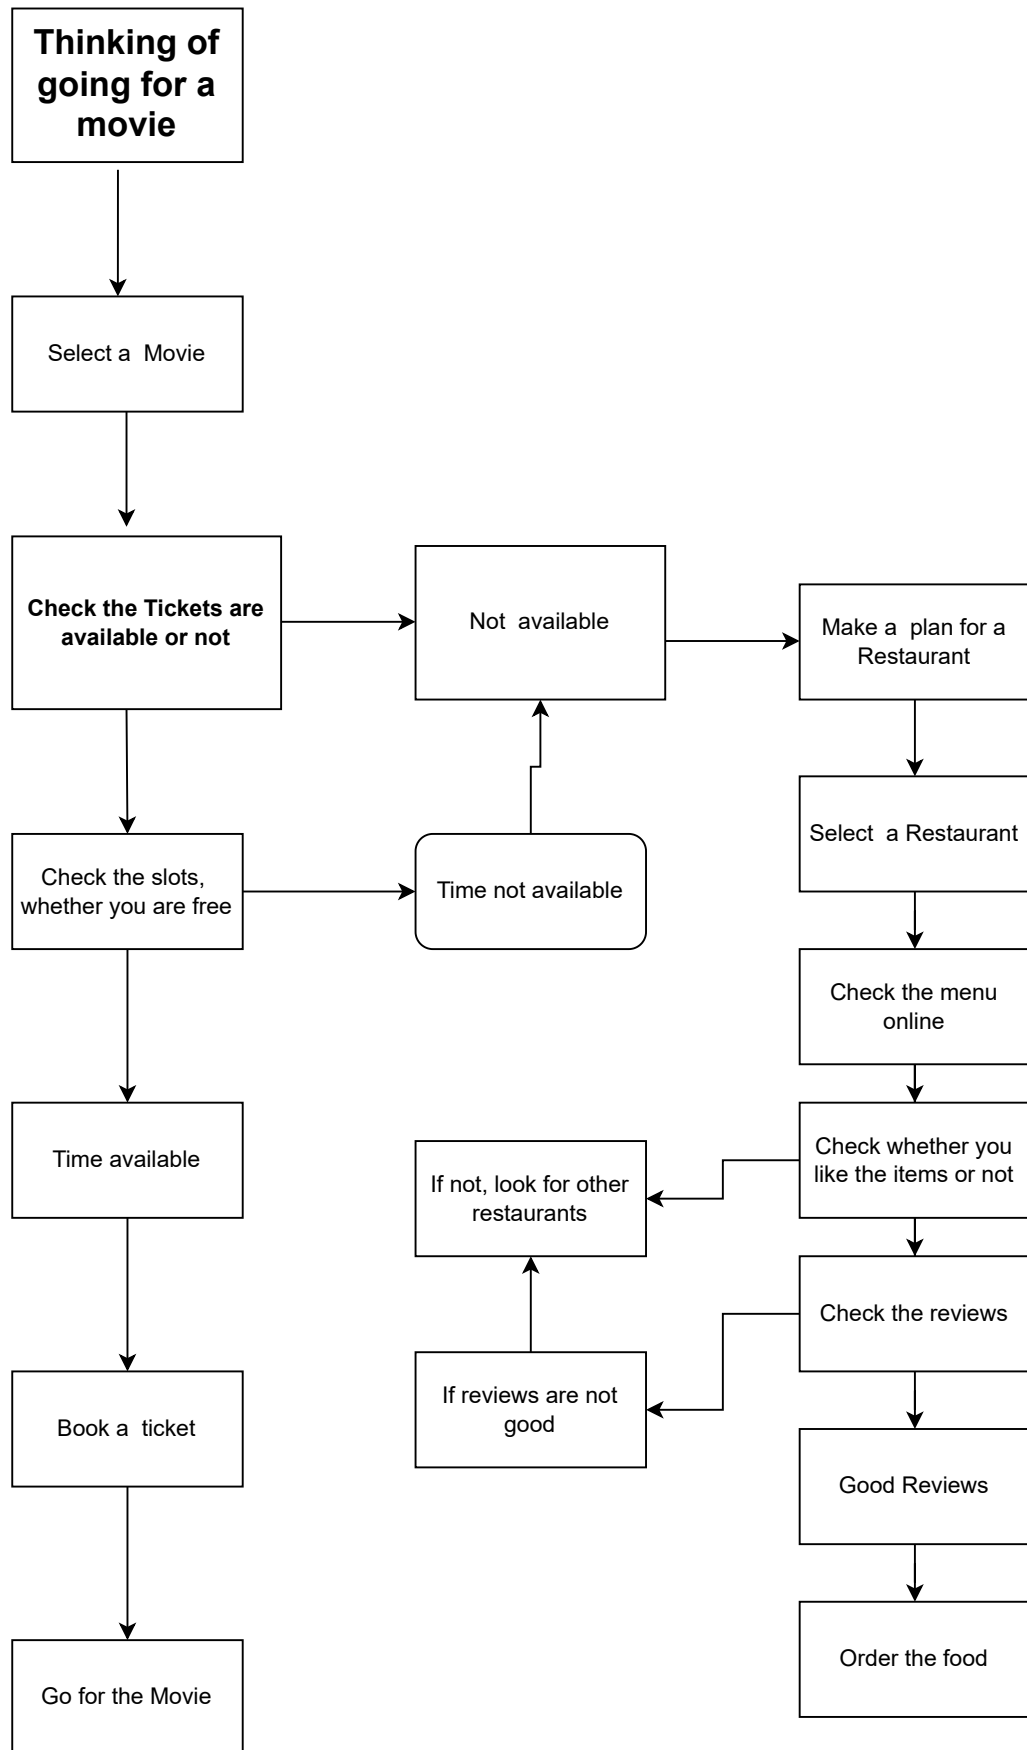 Thinking of
going for a
movie
Select a  Movie
Check the Tickets are
available or not
Not  available
Make a  plan for a
Restaurant
Check the slots,
whether you are free
Time not available
Select  a Restaurant
Check the menu
online
Time available
If not, look for other
restaurants
Check whether you
like the items or not
Check the reviews
Book a  ticket
If reviews are not
good
Good Reviews
Go for the Movie
Order the food